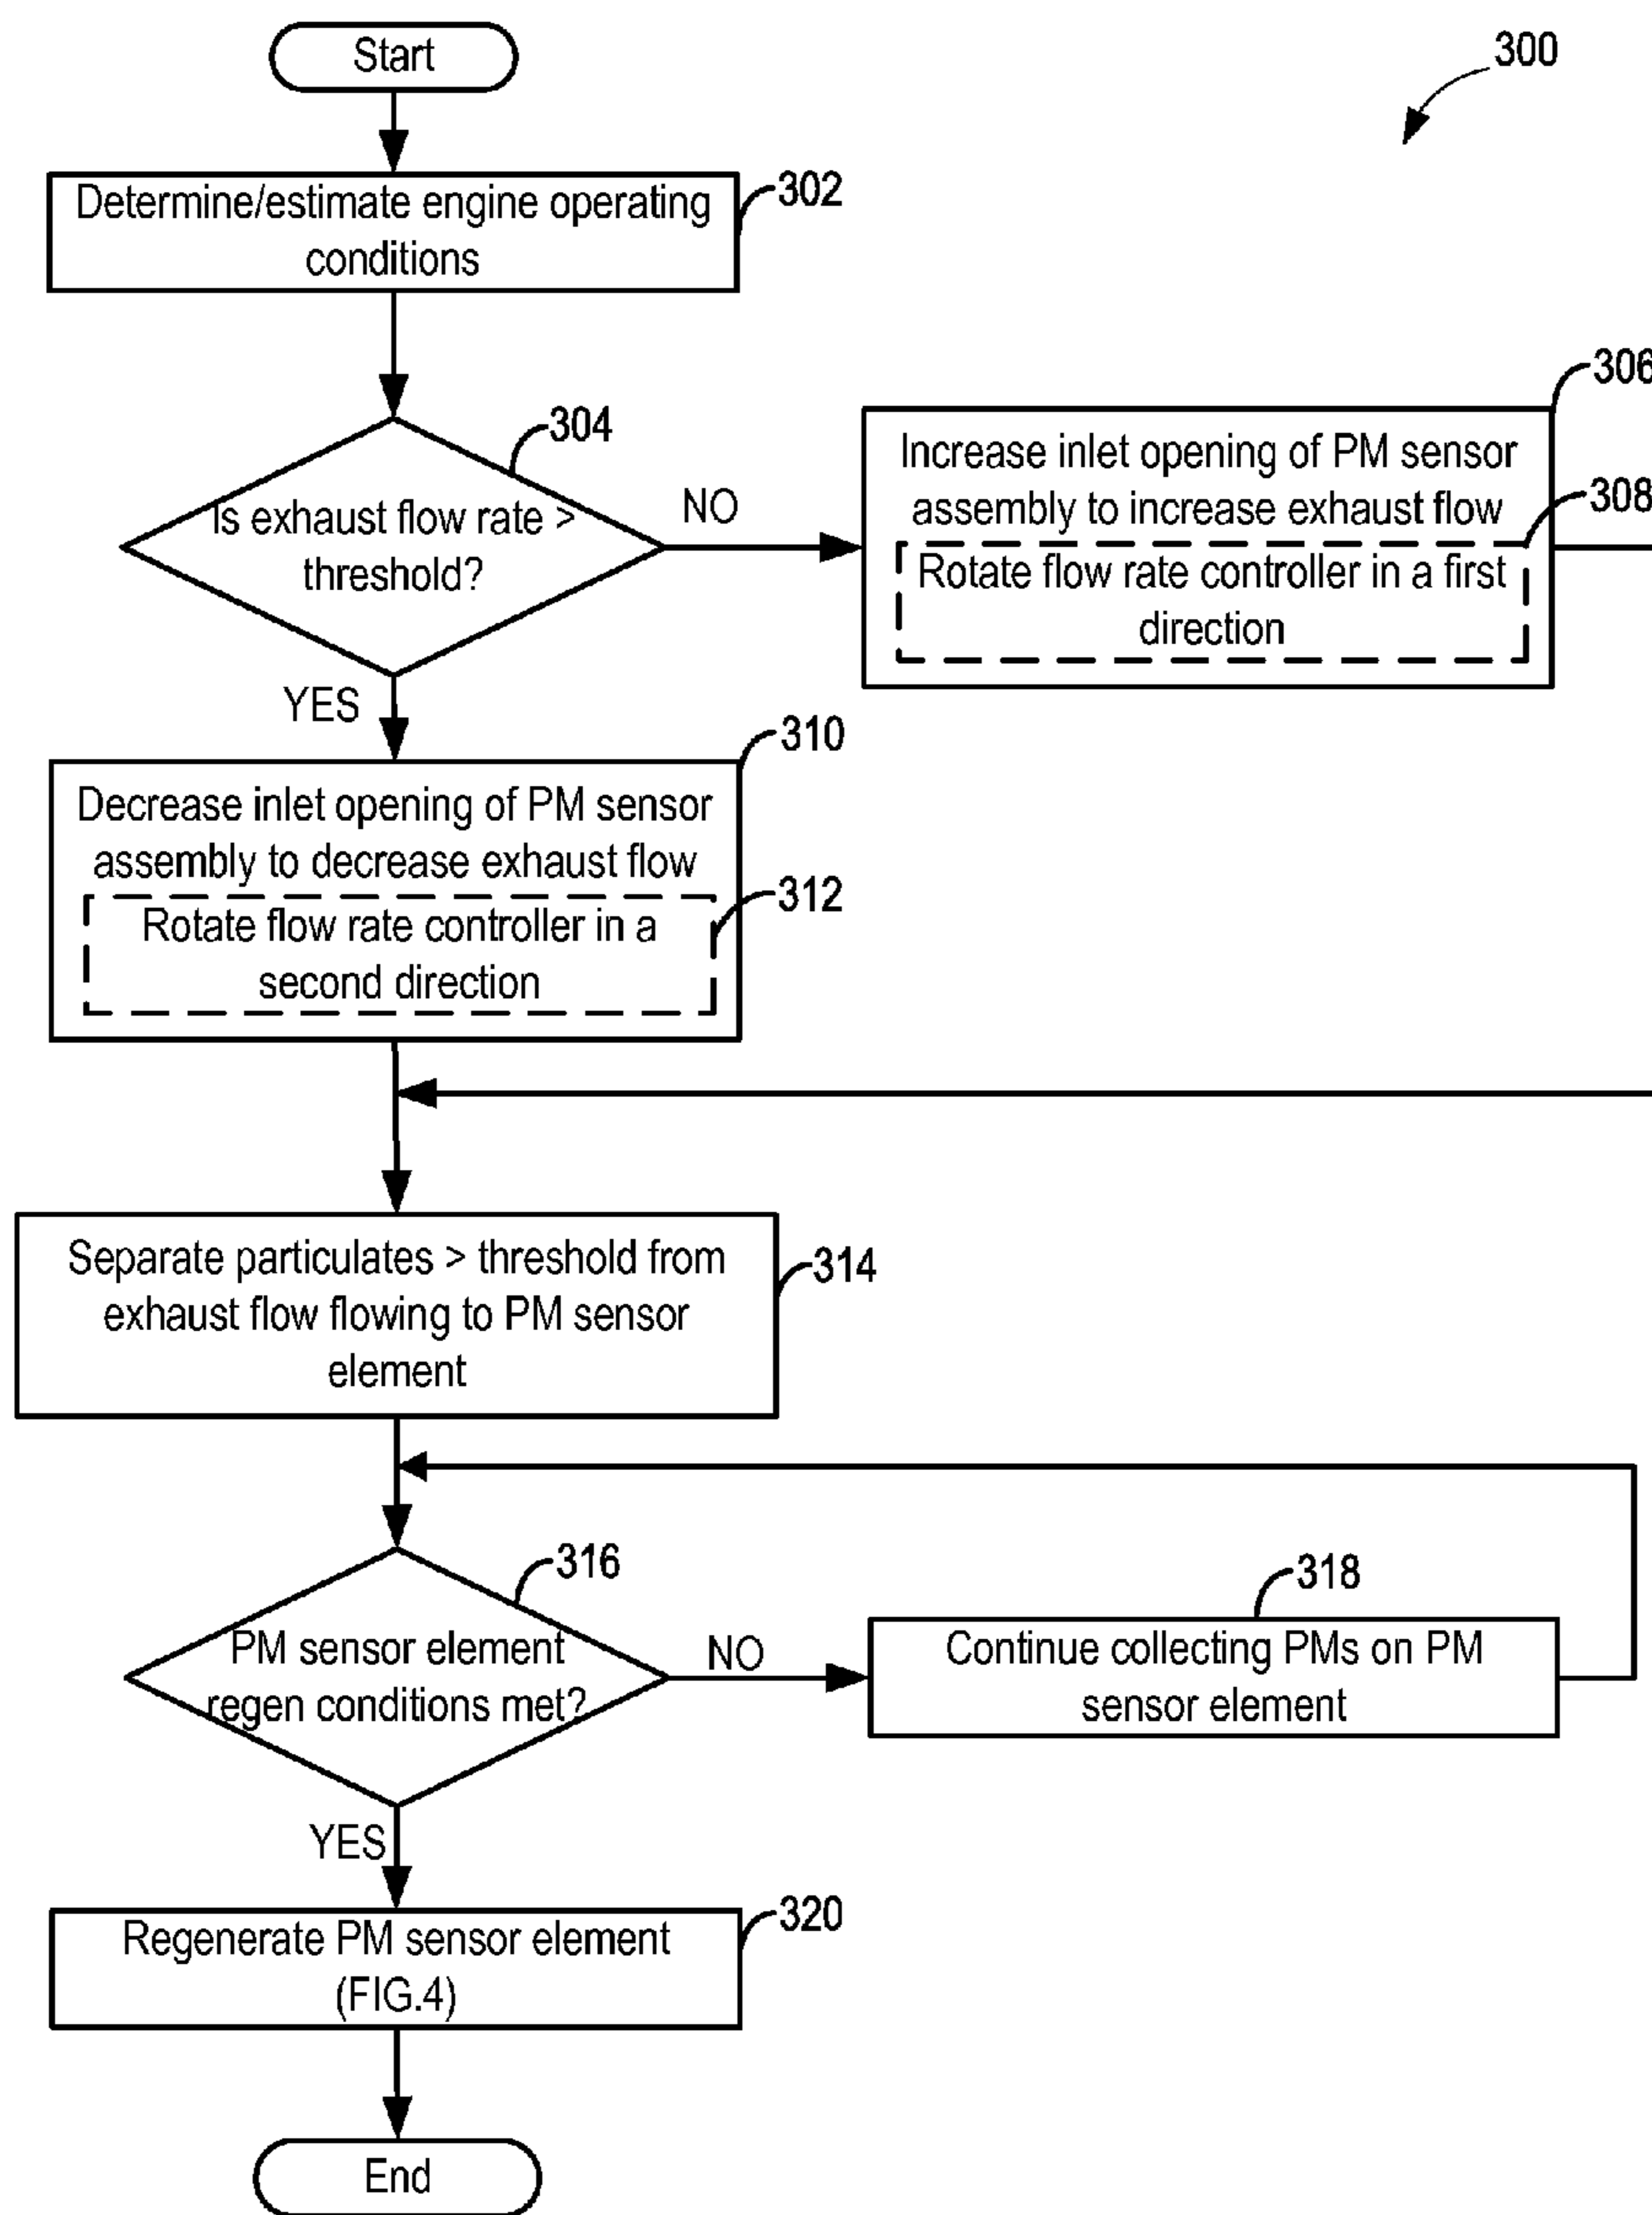 Start
300
Determine/estimate engine operating
conditions
302
304
Is exhaust flow rate >
threshold?
NO
306
Increase inlet opening of PM sensor
assembly to increase exhaust flow
308
Rotate flow rate controller in a first
direction
YES
310
Decrease inlet opening of PM sensor
assembly to decrease exhaust flow
312
Rotate flow rate controller in a
second direction
Separate particulates > threshold from
exhaust flow flowing to PM sensor
element
314
316
PM sensor element
regen conditions met?
NO
318
Continue collecting PMs on PM
sensor element
YES
320
Regenerate PM sensor element
(FIG.4)
End